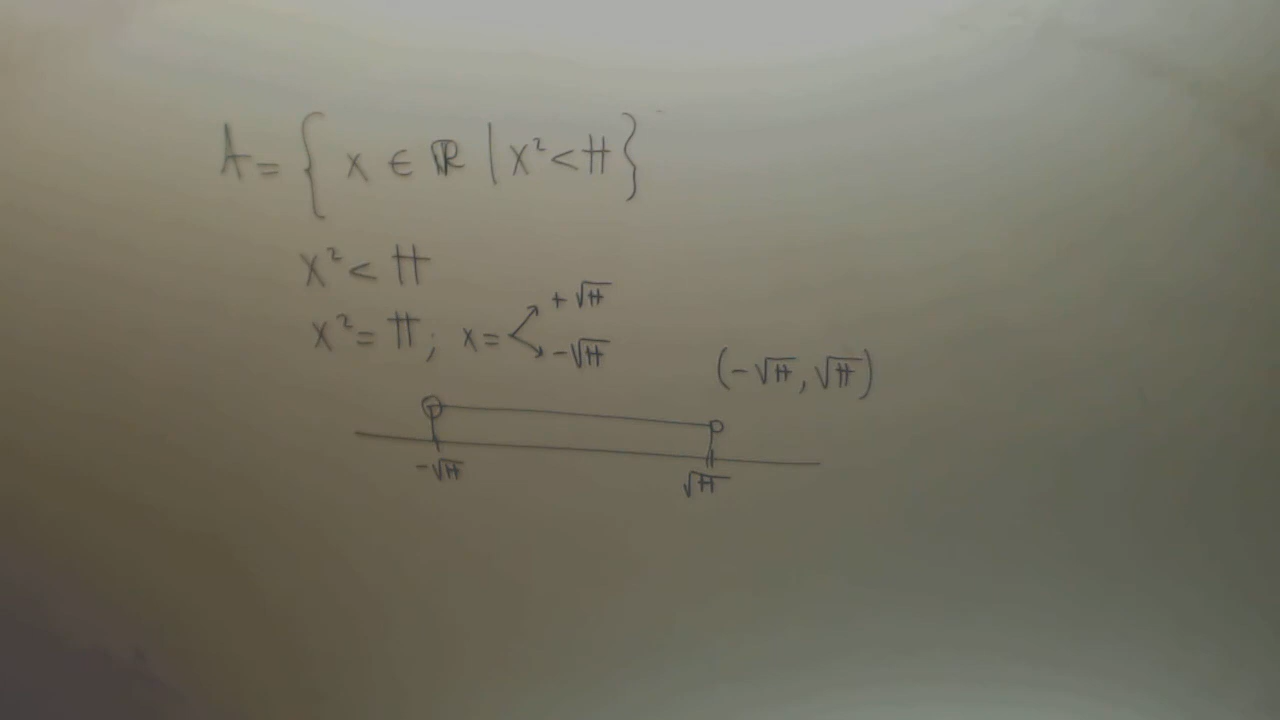 A = { x ∈ ℝ | x² < π }
x² < π
x² = π ; x = < + √π
- √π
(-√π, √π)
-√π √π